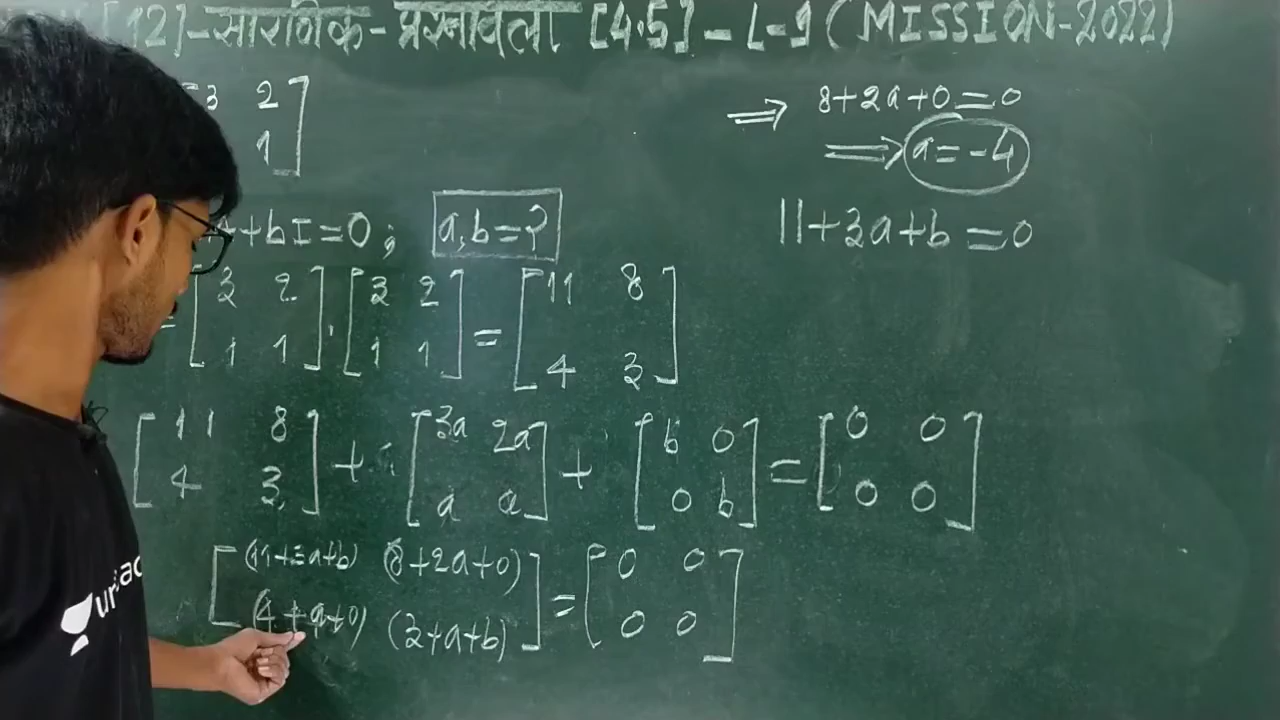 [12]-सारणिक-प्रश्नावली [4.5] - L-1 ( MISSION-2022)
3 2
1
⇒ 8+2a+0=0
⇒ a=-4
+bI=0; a,b=?
11+3a+b=0
= [3 2 1 1] . [3 2 1 1] = [11 8 4 3]
[11 8 4 3] + [3a 2a a a] + [b 0 0 b] = [0 0 0 0]
[(11+3a+b) (8+2a+0)] = [0 0]
(4+a+0) (3+a+b) 0 0